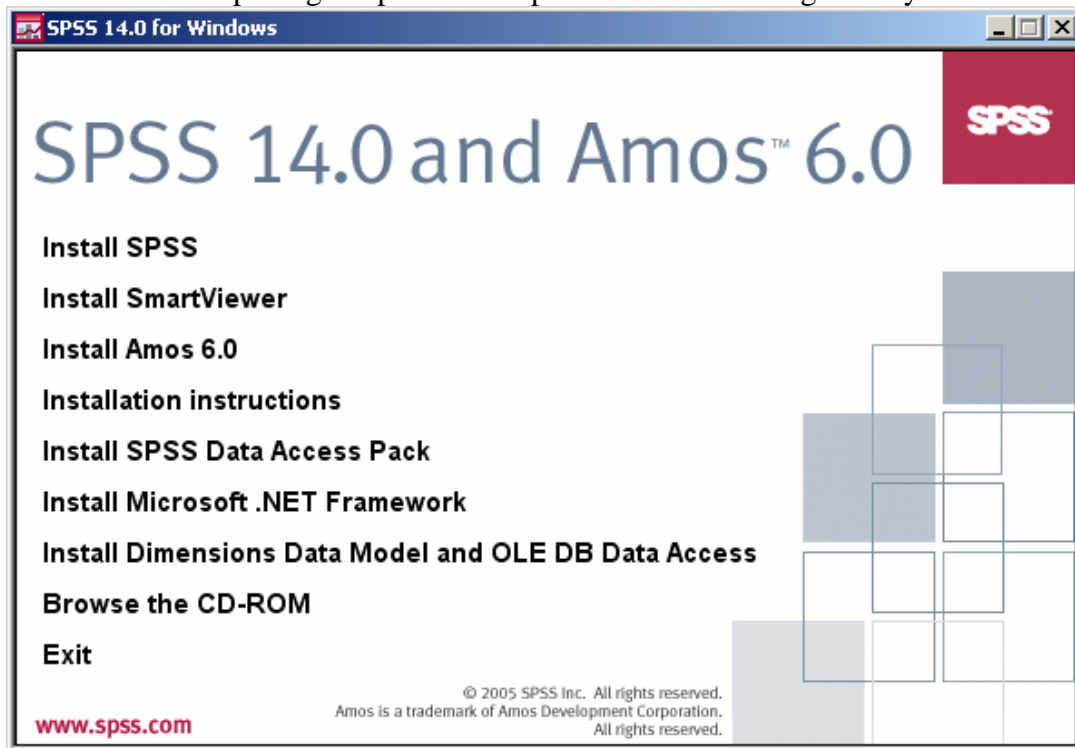 SPSS 14.0 for Windows
SPSS 14.0 and Amos™ 6.0
SPSS
Install SPSS
Install SmartViewer
Install Amos 6.0
Installation instructions
Install SPSS Data Access Pack
Install Microsoft .NET Framework
Install Dimensions Data Model and OLE DB Data Access
Browse the CD-ROM
Exit
© 2005 SPSS Inc. All rights reserved.
Amos is a trademark of Amos Development Corporation.
All rights reserved.
www.spss.com